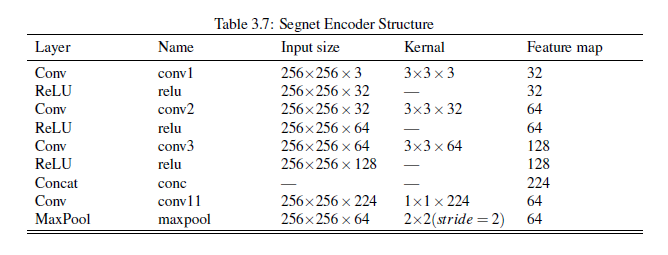 Table 3.7: Segnet Encoder Structure
Layer Name Input size Kernal Feature map
Conv conv1 256×256 × 3 3×3 × 3 32
ReLU relu 256×256 × 32 — 32
Conv conv2 256×256 × 32 3×3 × 32 64
ReLU relu 256×256 × 64 — 64
Conv conv3 256×256 × 64 3×3 × 64 128
ReLU relu 256×256 × 128 — 128
Concat conc — — 224
Conv conv11 256×256 × 224 1×1 × 224 64
MaxPool maxpool 256×256 × 64 2×2(stride = 2) 64